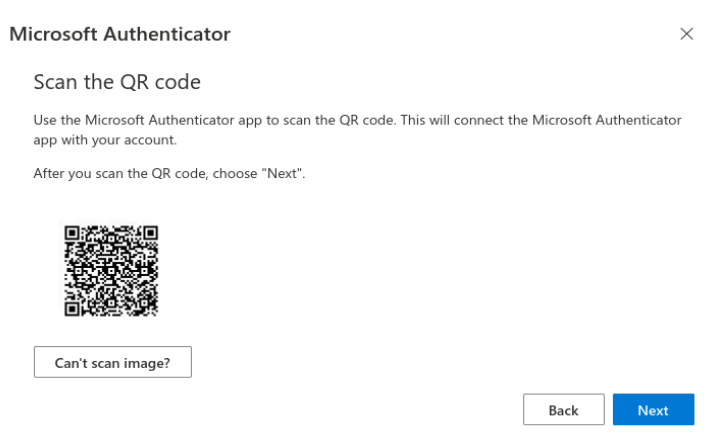 Microsoft Authenticator
Scan the QR code
Use the Microsoft Authenticator app to scan the QR code. This will connect the Microsoft Authenticator
app with your account.
After you scan the QR code, choose "Next".
Can't scan image?
Back
Next